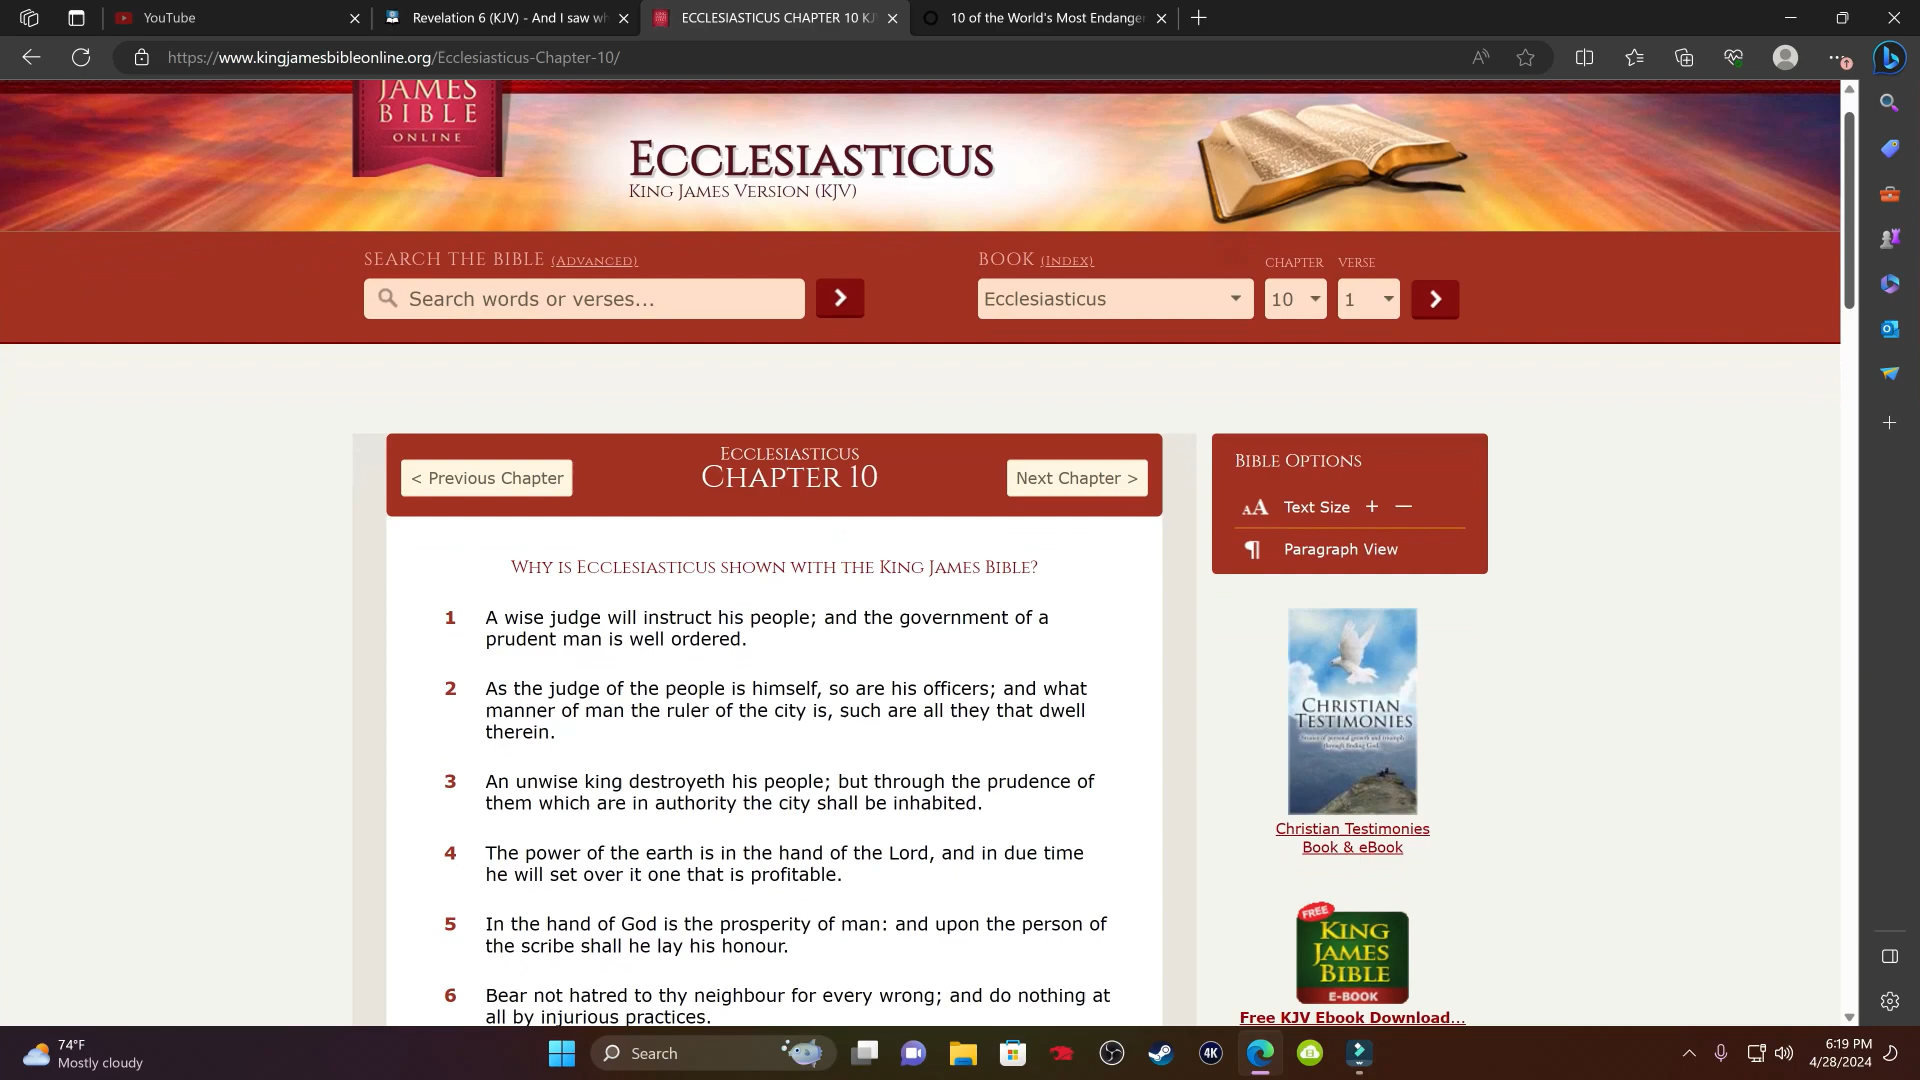 YouTube
Revelation 6 (KJV) - And I saw wh
ECCLESIASTICUS CHAPTER 10 KJ
10 of the World's Most Endanger
https://www.kingjamesbibleonline.org/Ecclesiasticus-Chapter-10/
JAMES
BIBLE
ONLINE
Ecclesiasticus
King James Version (KJV)
SEARCH THE BIBLE (Advanced)
BOOK (Index)
CHAPTER
VERSE
Search words or verses...
Ecclesiasticus
10
1
< Previous Chapter
Ecclesiasticus
Chapter 10
Next Chapter >
Bible Options
AA Text Size + —
¶ Paragraph View
Why is Ecclesiasticus shown with the King James Bible?
1 A wise judge will instruct his people; and the government of a
prudent man is well ordered.
2 As the judge of the people is himself, so are his officers; and what
manner of man the ruler of the city is, such are all they that dwell
therein.
3 An unwise king destroyeth his people; but through the prudence of
them which are in authority the city shall be inhabited.
4 The power of the earth is in the hand of the Lord, and in due time
he will set over it one that is profitable.
5 In the hand of God is the prosperity of man: and upon the person of
the scribe shall he lay his honour.
6 Bear not hatred to thy neighbour for every wrong; and do nothing at
all by injurious practices.
CHRISTIAN
TESTIMONIES
Stories of personal growth and triumph
through finding God
Christian Testimonies
Book & eBook
FREE
KING
JAMES
BIBLE
E-BOOK
Free KJV Ebook Download...
74°F
Mostly cloudy
Search
4K
6:19 PM
4/28/2024